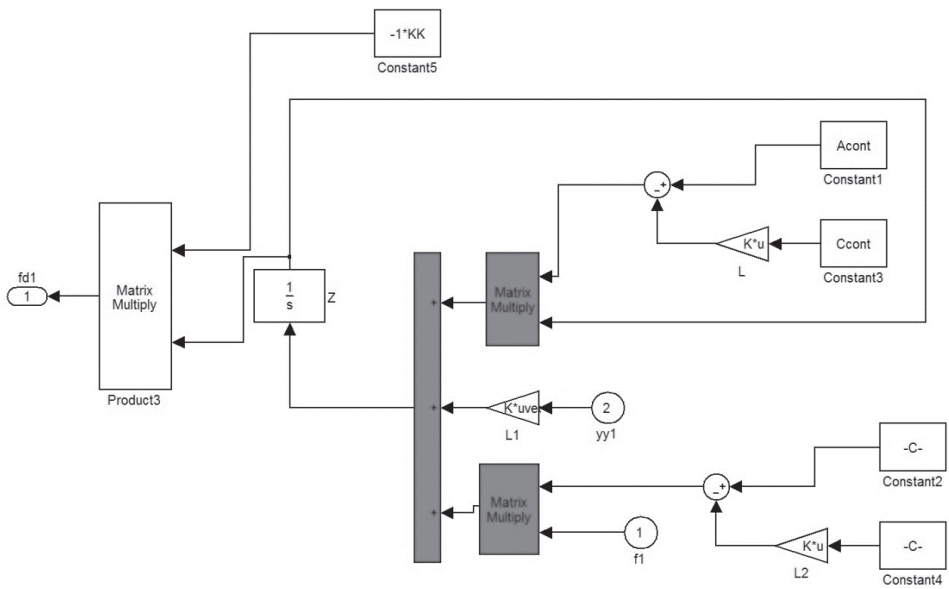 -1*KK
Constant5
Acont
Constant1
- +
K*u
L
Ccont
Constant3
fd1
1
Matrix
Multiply
Product3
1
s
Z
+
Matrix
Multiply
+
K*uve
L1
2
yy1
-C-
Constant2
+
Matrix
Multiply
- +
1
f1
K*u
L2
-C-
Constant4